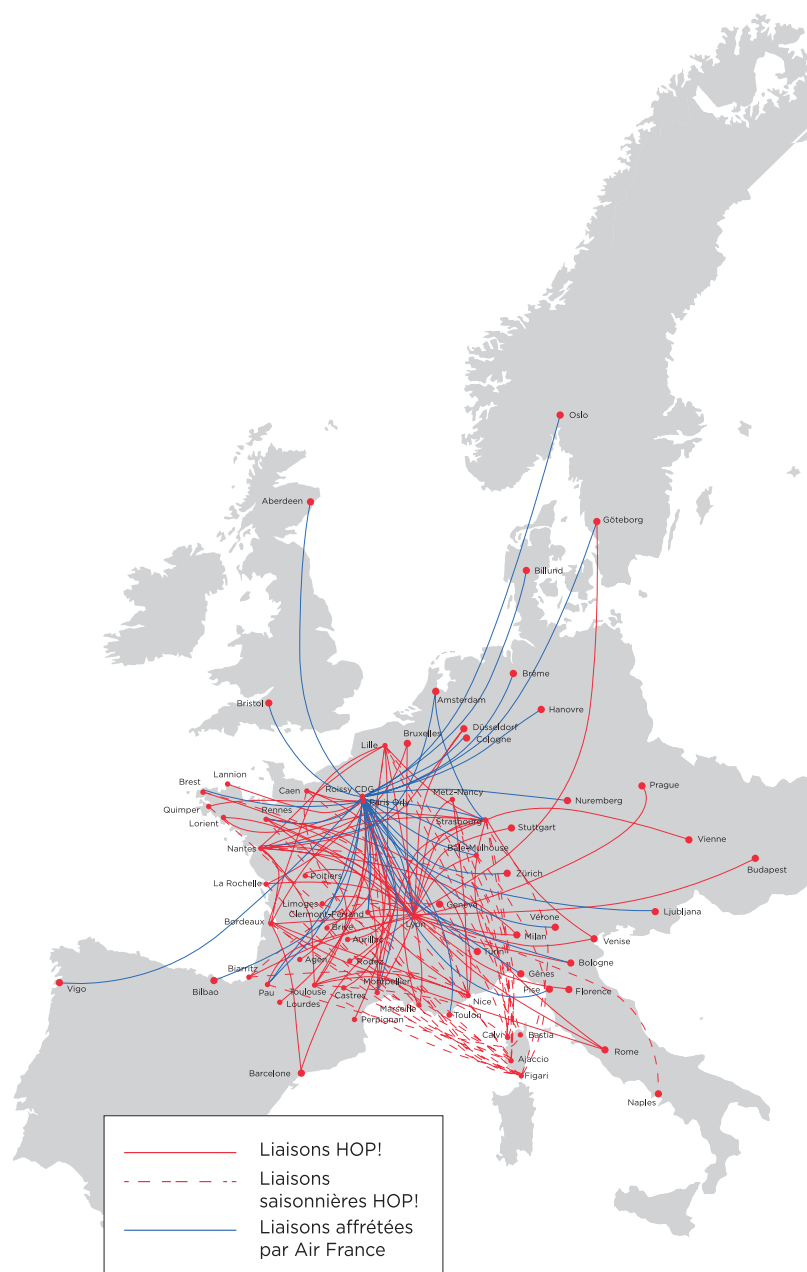 Oslo
Aberdeen
Göteborg
Billund
Brême
Amsterdam
Hanovre
Bristol
Bruxelles
Düsseldorf
Cologne
Lille
Lannion
Brest
Caen
Roissy CDG
Paris Orly
Metz-Nancy
Prague
Nuremberg
Quimper
Rennes
Lorient
Strasbourg
Stuttgart
Vienne
Nantes
Bâle-Mulhouse
Budapest
La Rochelle
Poitiers
Zürich
Limoges
Clermont-Ferrand
Genève
Ljubljana
Bordeaux
Brive
Lyon
Vérone
Milan
Venise
Aurillac
Turin
Biarritz
Agen
Rodez
Bologne
Vigo
Bilbao
Pau
Toulouse
Castres
Montpellier
Gênes
Pise
Florence
Lourdes
Nice
Marseille
Toulon
Perpignan
Calvi
Bastia
Rome
Ajaccio
Barcelone
Figari
Naples
Liaisons HOP!
Liaisons
saisonnières HOP!
Liaisons affrétées
par Air France